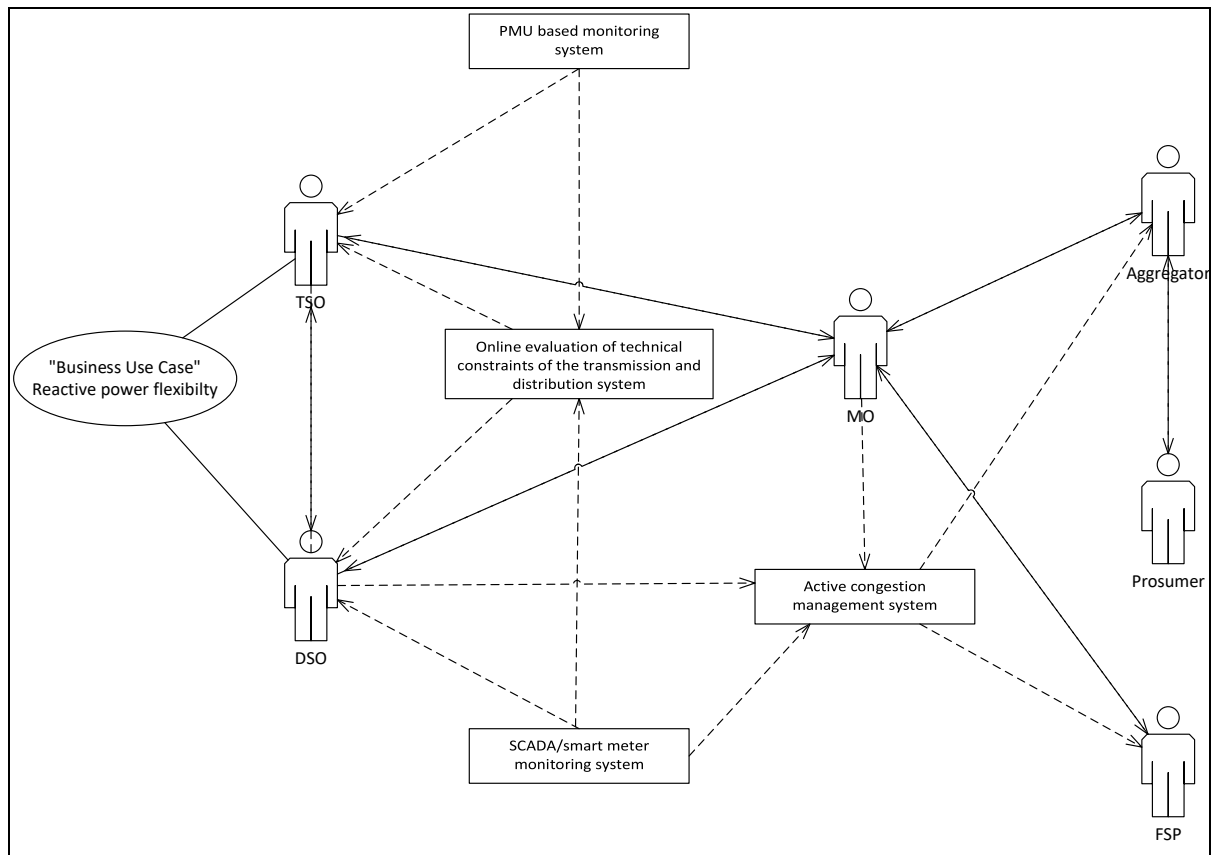 PMU based monitoring
system
TSO
Aggregator
"Business Use Case"
Reactive power flexibilty
Online evaluation of technical
constraints of the transmission and
distribution system
MO
Prosumer
Active congestion
management system
DSO
SCADA/smart meter
monitoring system
FSP